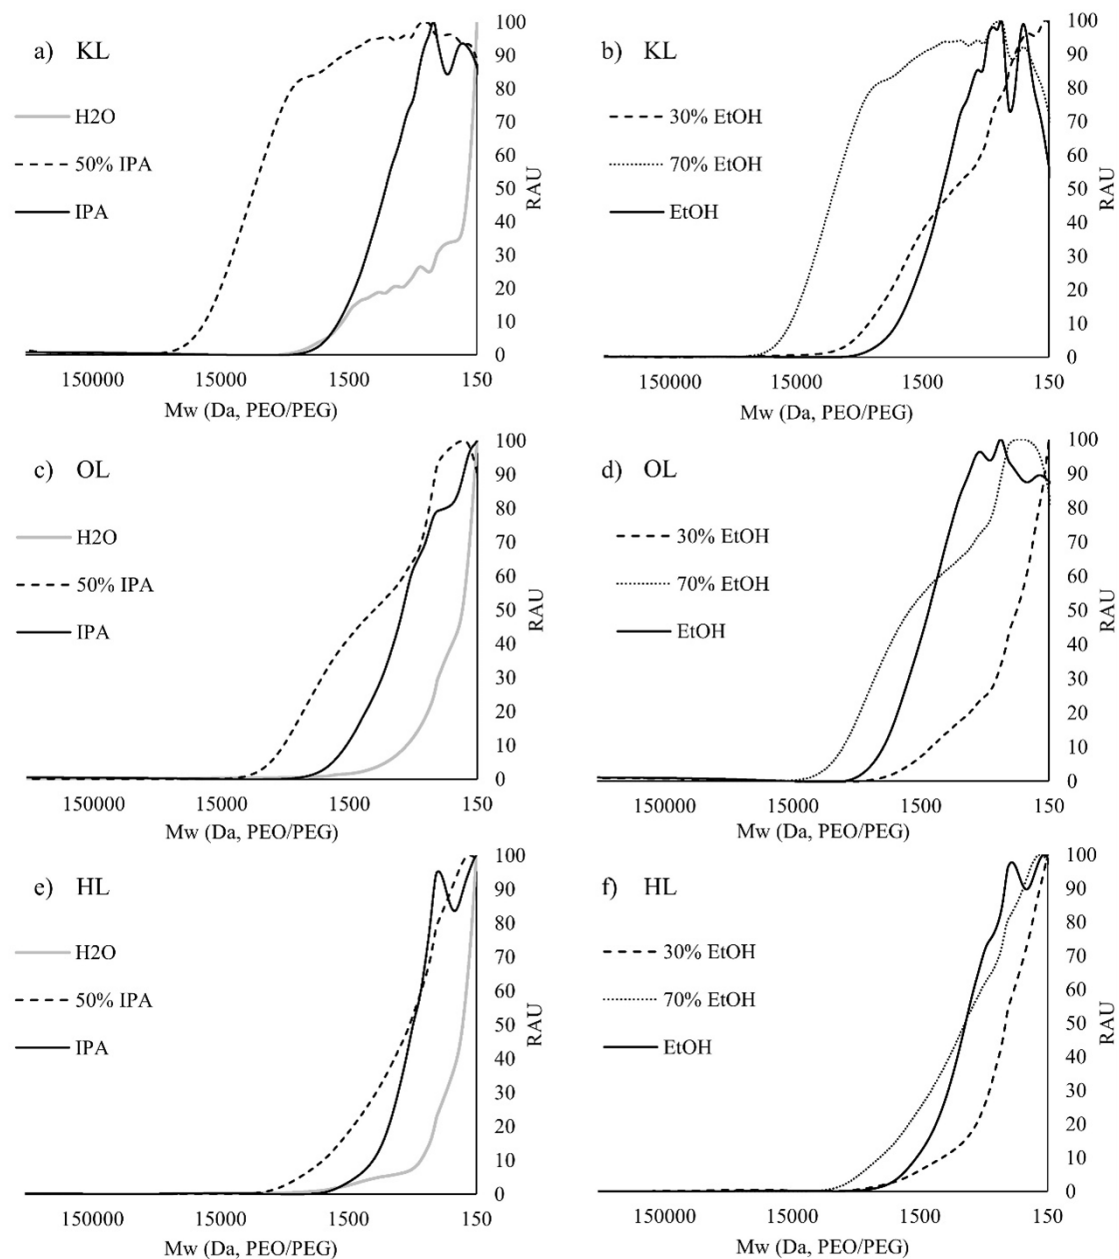 a) KL
H2O
50% IPA
IPA
100
90
80
70
60
50
40
30
20
10
0
RAU
150000 15000 1500 150
Mw (Da, PEO/PEG)
b) KL
30% EtOH
70% EtOH
EtOH
100
90
80
70
60
50
40
30
20
10
0
RAU
150000 15000 1500 150
Mw (Da, PEO/PEG)
c) OL
H2O
50% IPA
IPA
100
90
80
70
60
50
40
30
20
10
0
RAU
150000 15000 1500 150
Mw (Da, PEO/PEG)
d) OL
30% EtOH
70% EtOH
EtOH
100
90
80
70
60
50
40
30
20
10
0
RAU
150000 15000 1500 150
Mw (Da, PEO/PEG)
e) HL
H2O
50% IPA
IPA
100
90
80
70
60
50
40
30
20
10
0
RAU
150000 15000 1500 150
Mw (Da, PEO/PEG)
f) HL
30% EtOH
70% EtOH
EtOH
100
90
80
70
60
50
40
30
20
10
0
RAU
150000 15000 1500 150
Mw (Da, PEO/PEG)